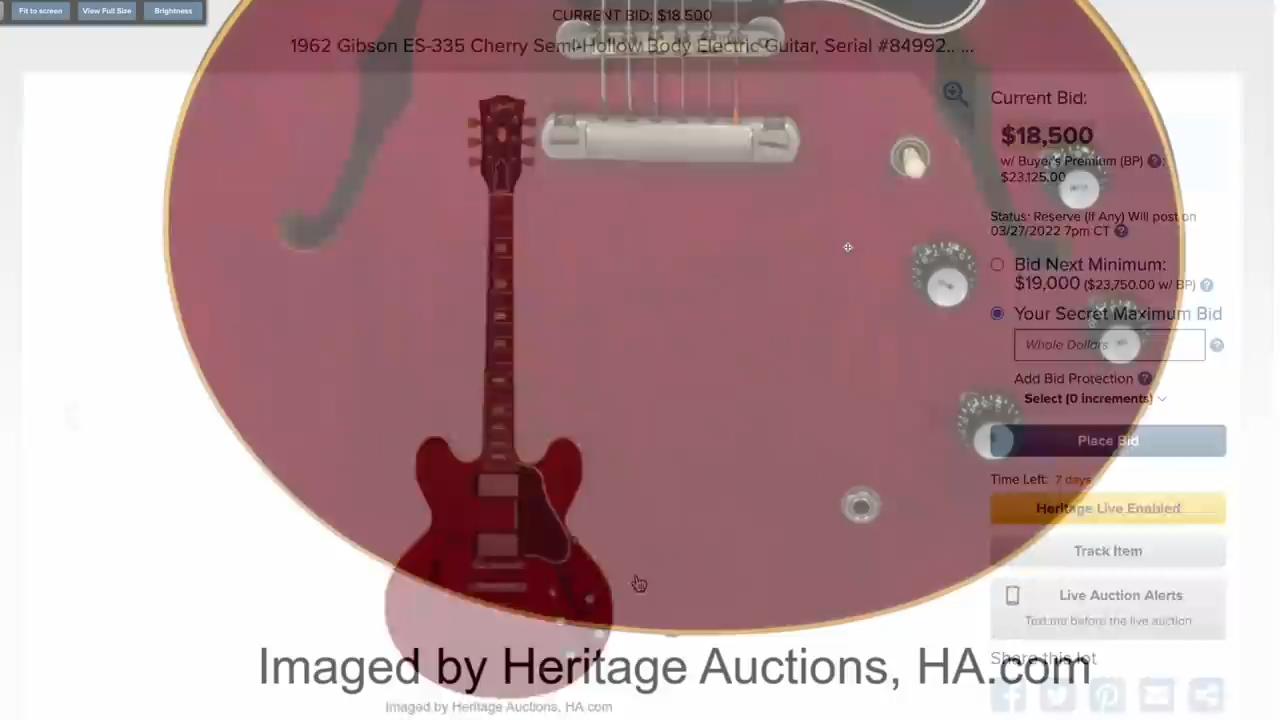 Fit to screen
View Full Size
Brightness
CURRENT BID: $18,500
1962 Gibson ES-335 Cherry Semi-Hollow Body Electric Guitar, Serial #84992.. ...
Current Bid:
$18,500
w/ Buyer's Premium (BP) ? :
$23,125.00
Status: Reserve (If Any) Will post on
03/27/2022 7pm CT ?
Bid Next Minimum:
$19,000 ($23,750.00 w/ BP) ?
Your Secret Maximum Bid
Whole Dollars ?
Add Bid Protection ?
Select (0 increments)
Place Bid
Time Left: 7 days
Heritage Live Enabled
Track Item
Live Auction Alerts
Text me before the live auction
Share this lot
Imaged by Heritage Auctions, HA.com
Imaged by Heritage Auctions, HA.com